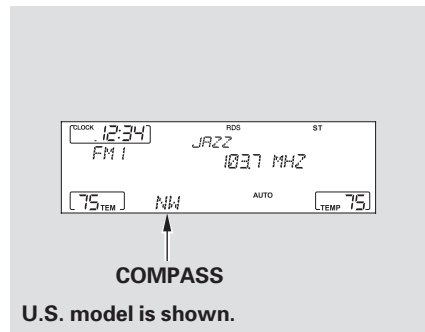 CLOCK 12:34 RDS ST
FM1 JAZZ
103.7 MHZ
75 TEM NW AUTO TEMP 75
COMPASS
U.S. model is shown.